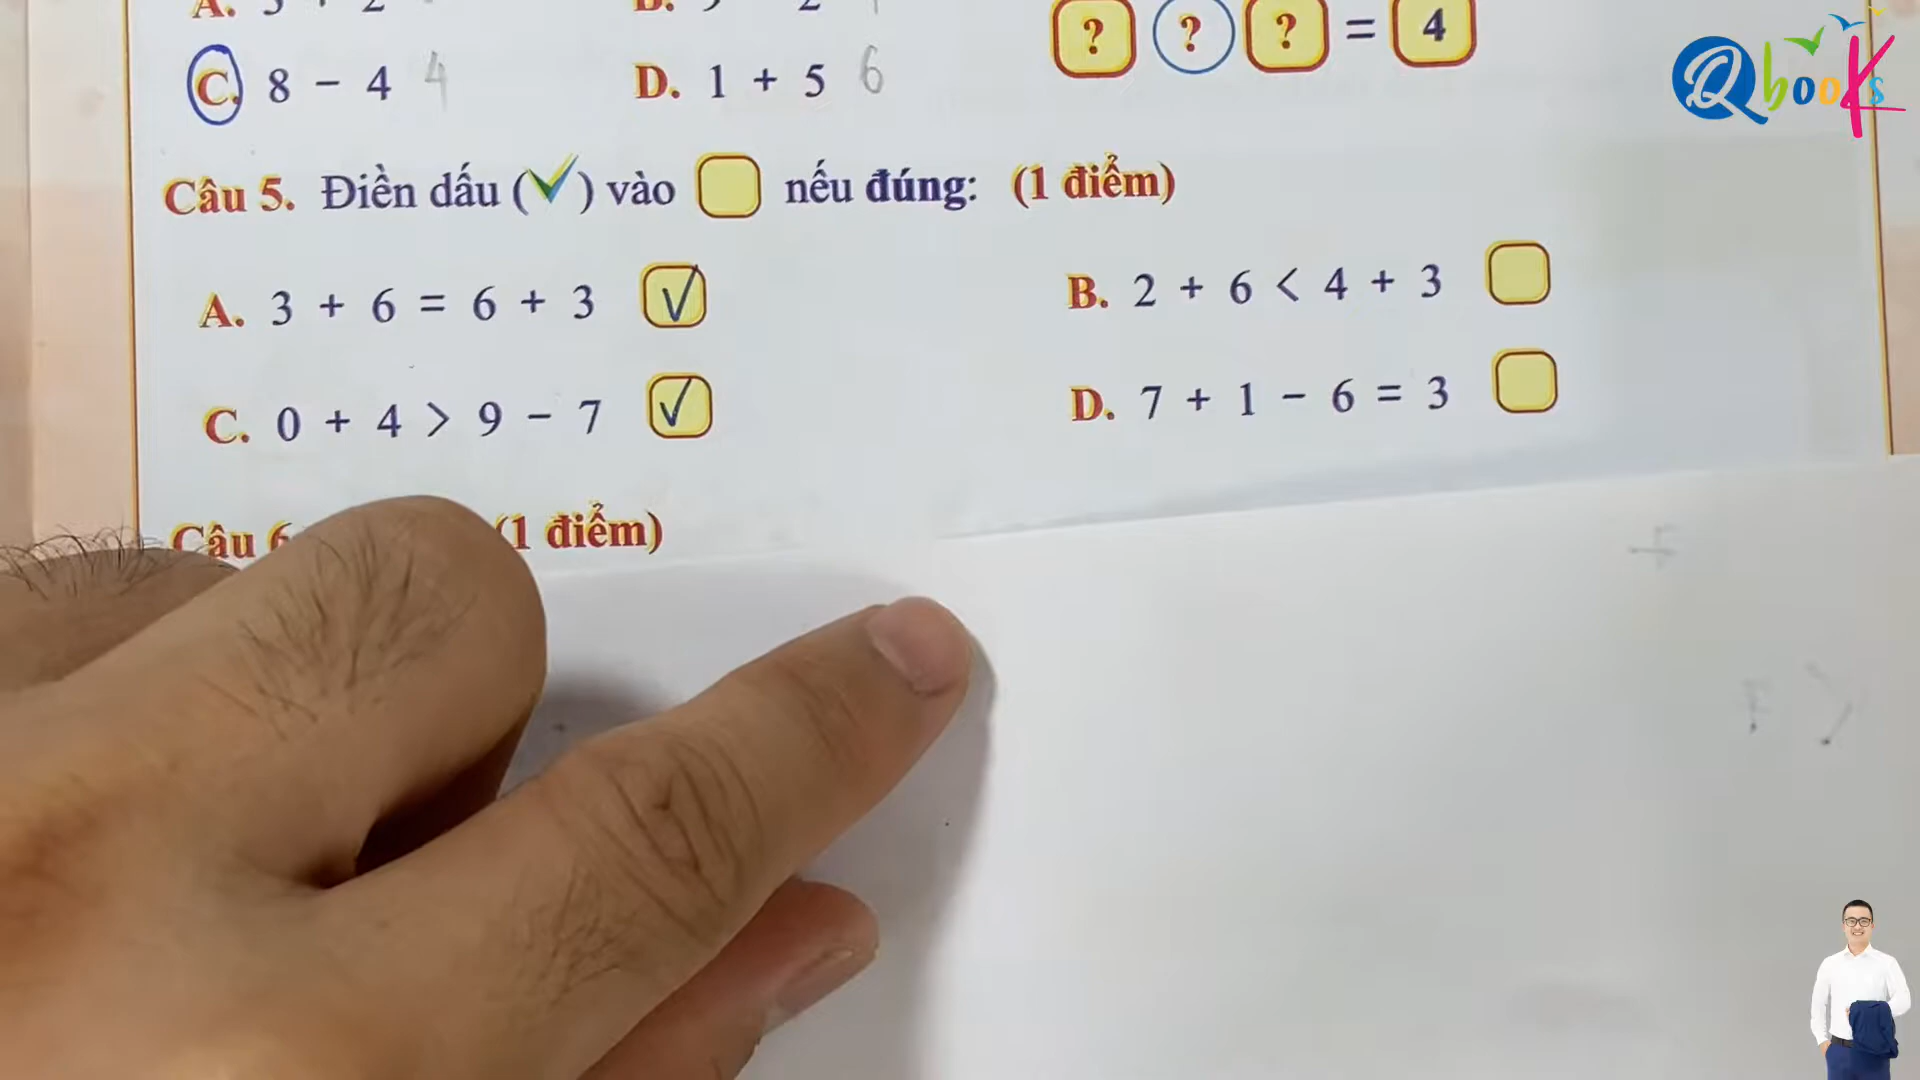 C. 8 - 4 4
D. 1 + 5 6
? ? ? = 4
Qbooks
Câu 5. Điền dấu (✓) vào nếu đúng: (1 điểm)
A. 3 + 6 = 6 + 3 ✓
B. 2 + 6 < 4 + 3
C. 0 + 4 > 9 - 7 ✓
D. 7 + 1 - 6 = 3
Câu 6 (1 điểm)